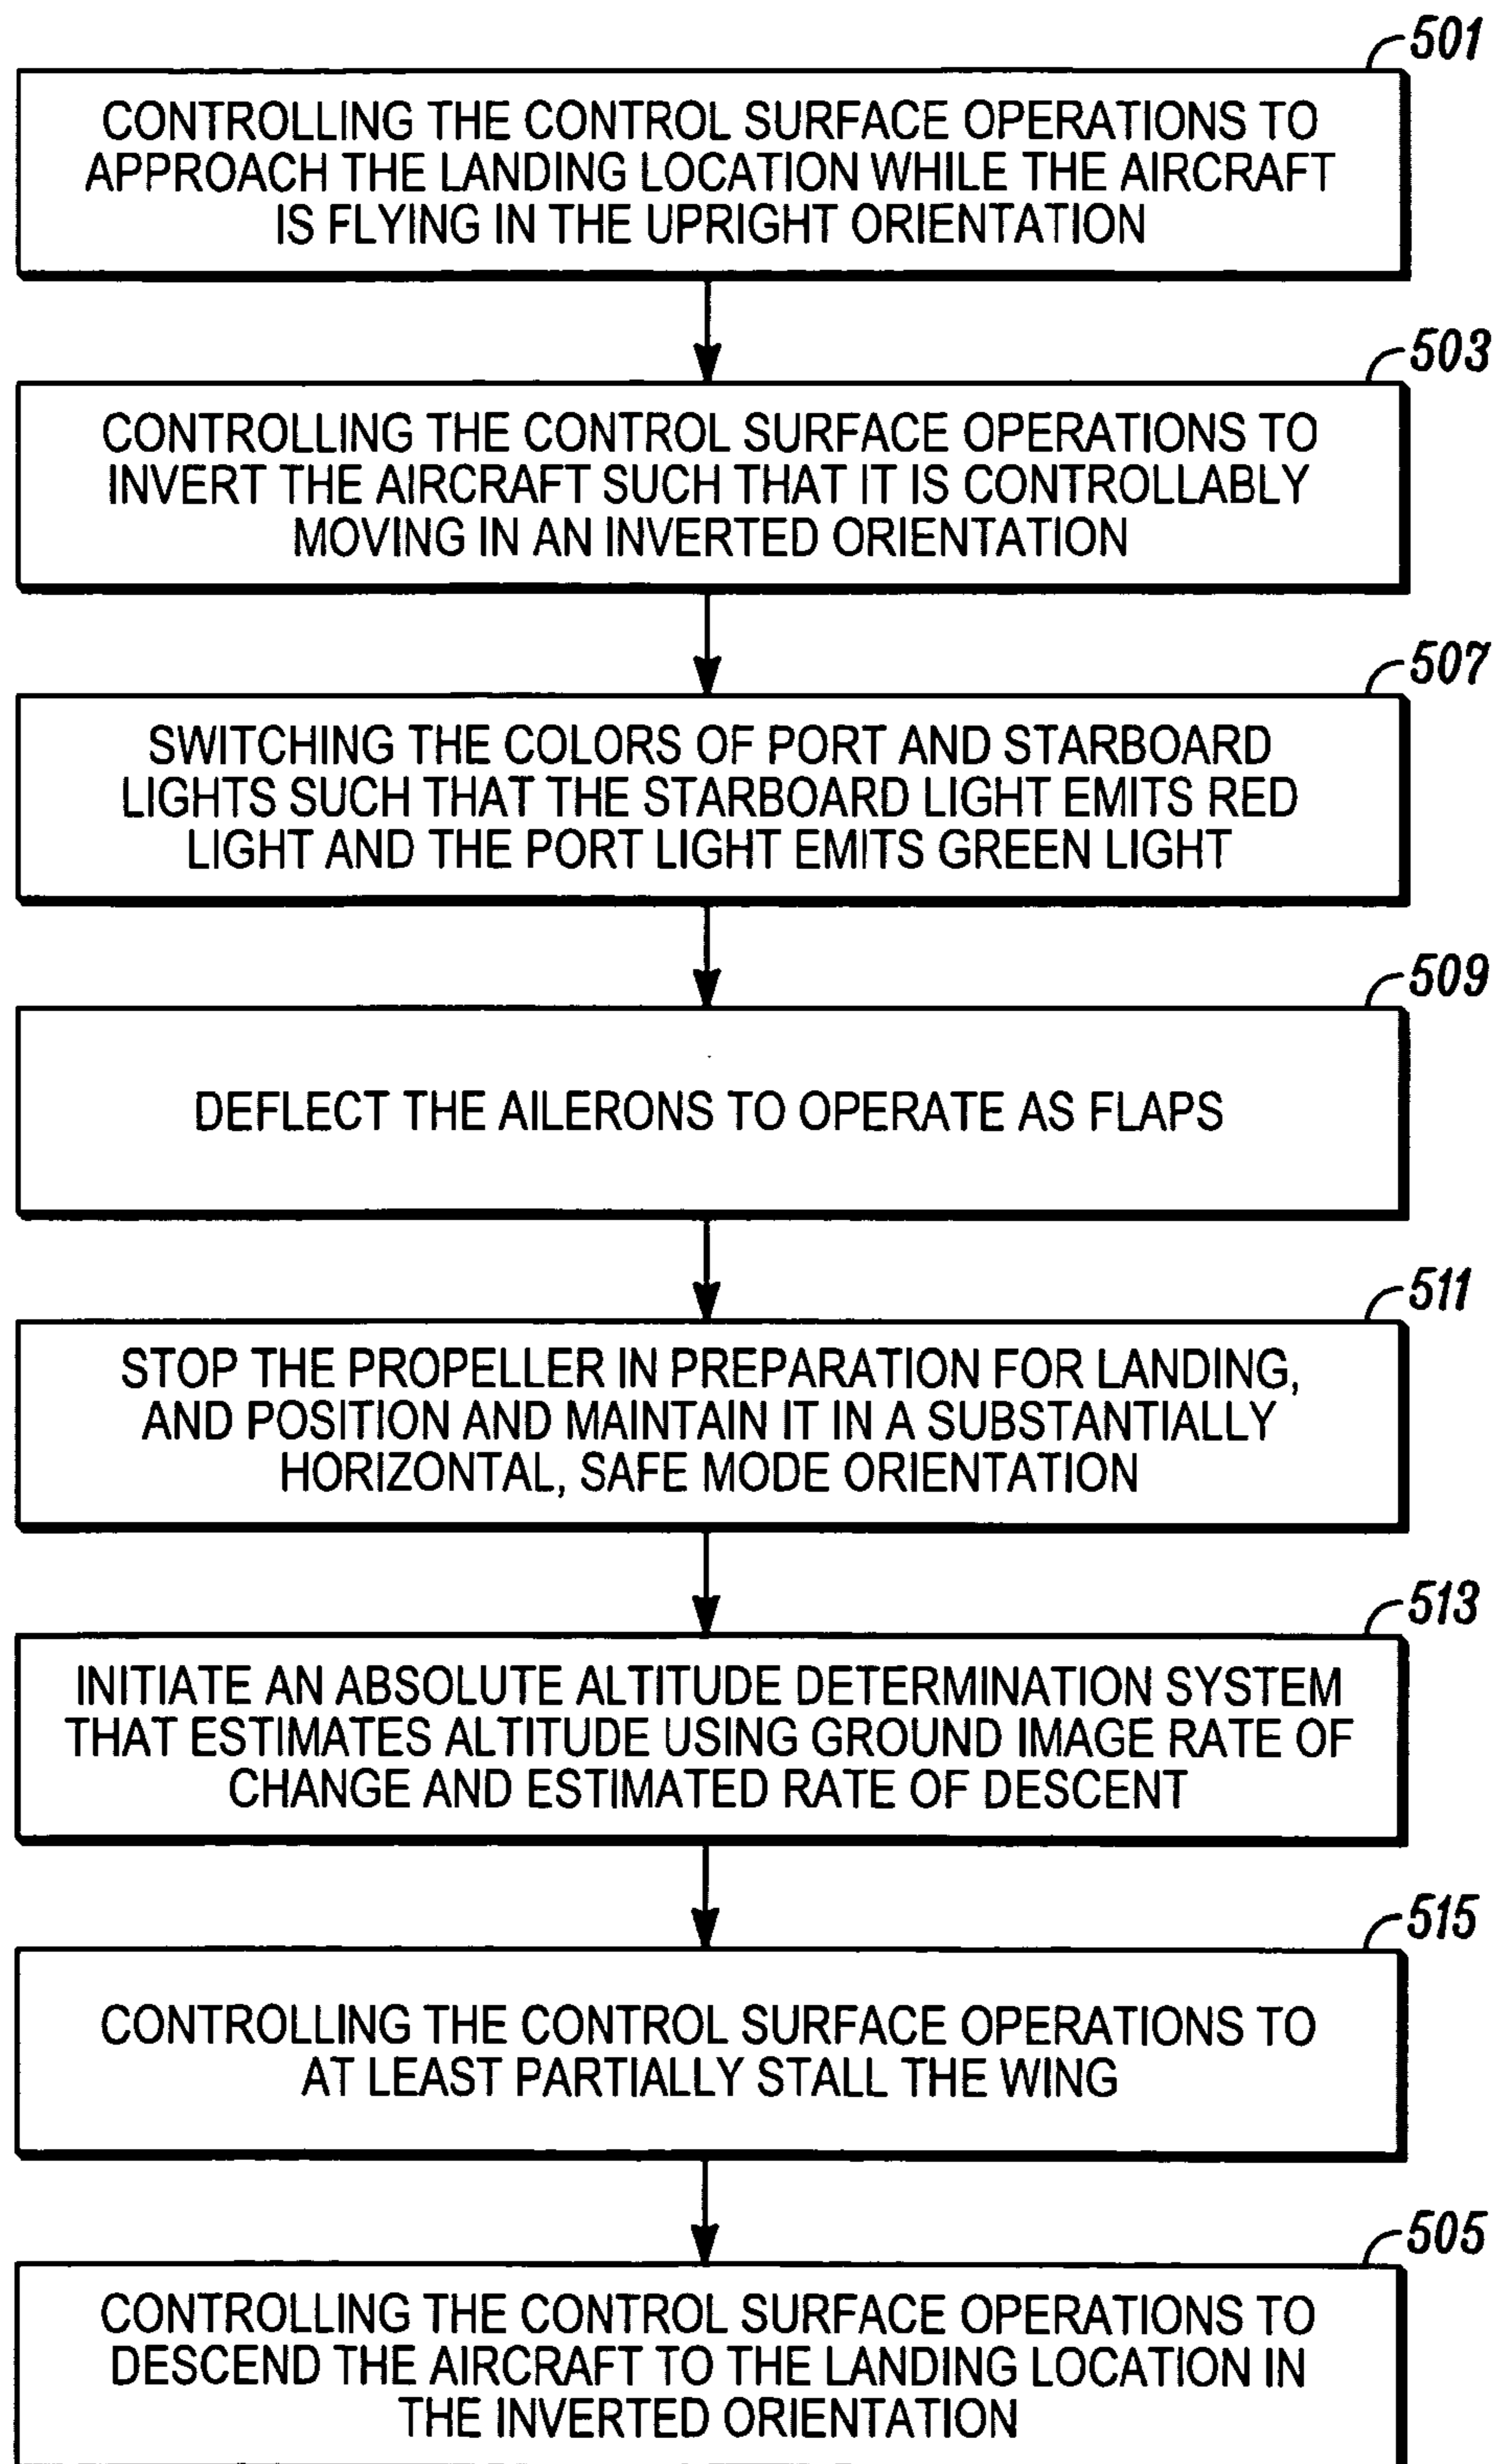 501
CONTROLLING THE CONTROL SURFACE OPERATIONS TO
APPROACH THE LANDING LOCATION WHILE THE AIRCRAFT
IS FLYING IN THE UPRIGHT ORIENTATION
503
CONTROLLING THE CONTROL SURFACE OPERATIONS TO
INVERT THE AIRCRAFT SUCH THAT IT IS CONTROLLABLY
MOVING IN AN INVERTED ORIENTATION
507
SWITCHING THE COLORS OF PORT AND STARBOARD
LIGHTS SUCH THAT THE STARBOARD LIGHT EMITS RED
LIGHT AND THE PORT LIGHT EMITS GREEN LIGHT
509
DEFLECT THE AILERONS TO OPERATE AS FLAPS
511
STOP THE PROPELLER IN PREPARATION FOR LANDING,
AND POSITION AND MAINTAIN IT IN A SUBSTANTIALLY
HORIZONTAL, SAFE MODE ORIENTATION
513
INITIATE AN ABSOLUTE ALTITUDE DETERMINATION SYSTEM
THAT ESTIMATES ALTITUDE USING GROUND IMAGE RATE OF
CHANGE AND ESTIMATED RATE OF DESCENT
515
CONTROLLING THE CONTROL SURFACE OPERATIONS TO
AT LEAST PARTIALLY STALL THE WING
505
CONTROLLING THE CONTROL SURFACE OPERATIONS TO
DESCEND THE AIRCRAFT TO THE LANDING LOCATION IN
THE INVERTED ORIENTATION